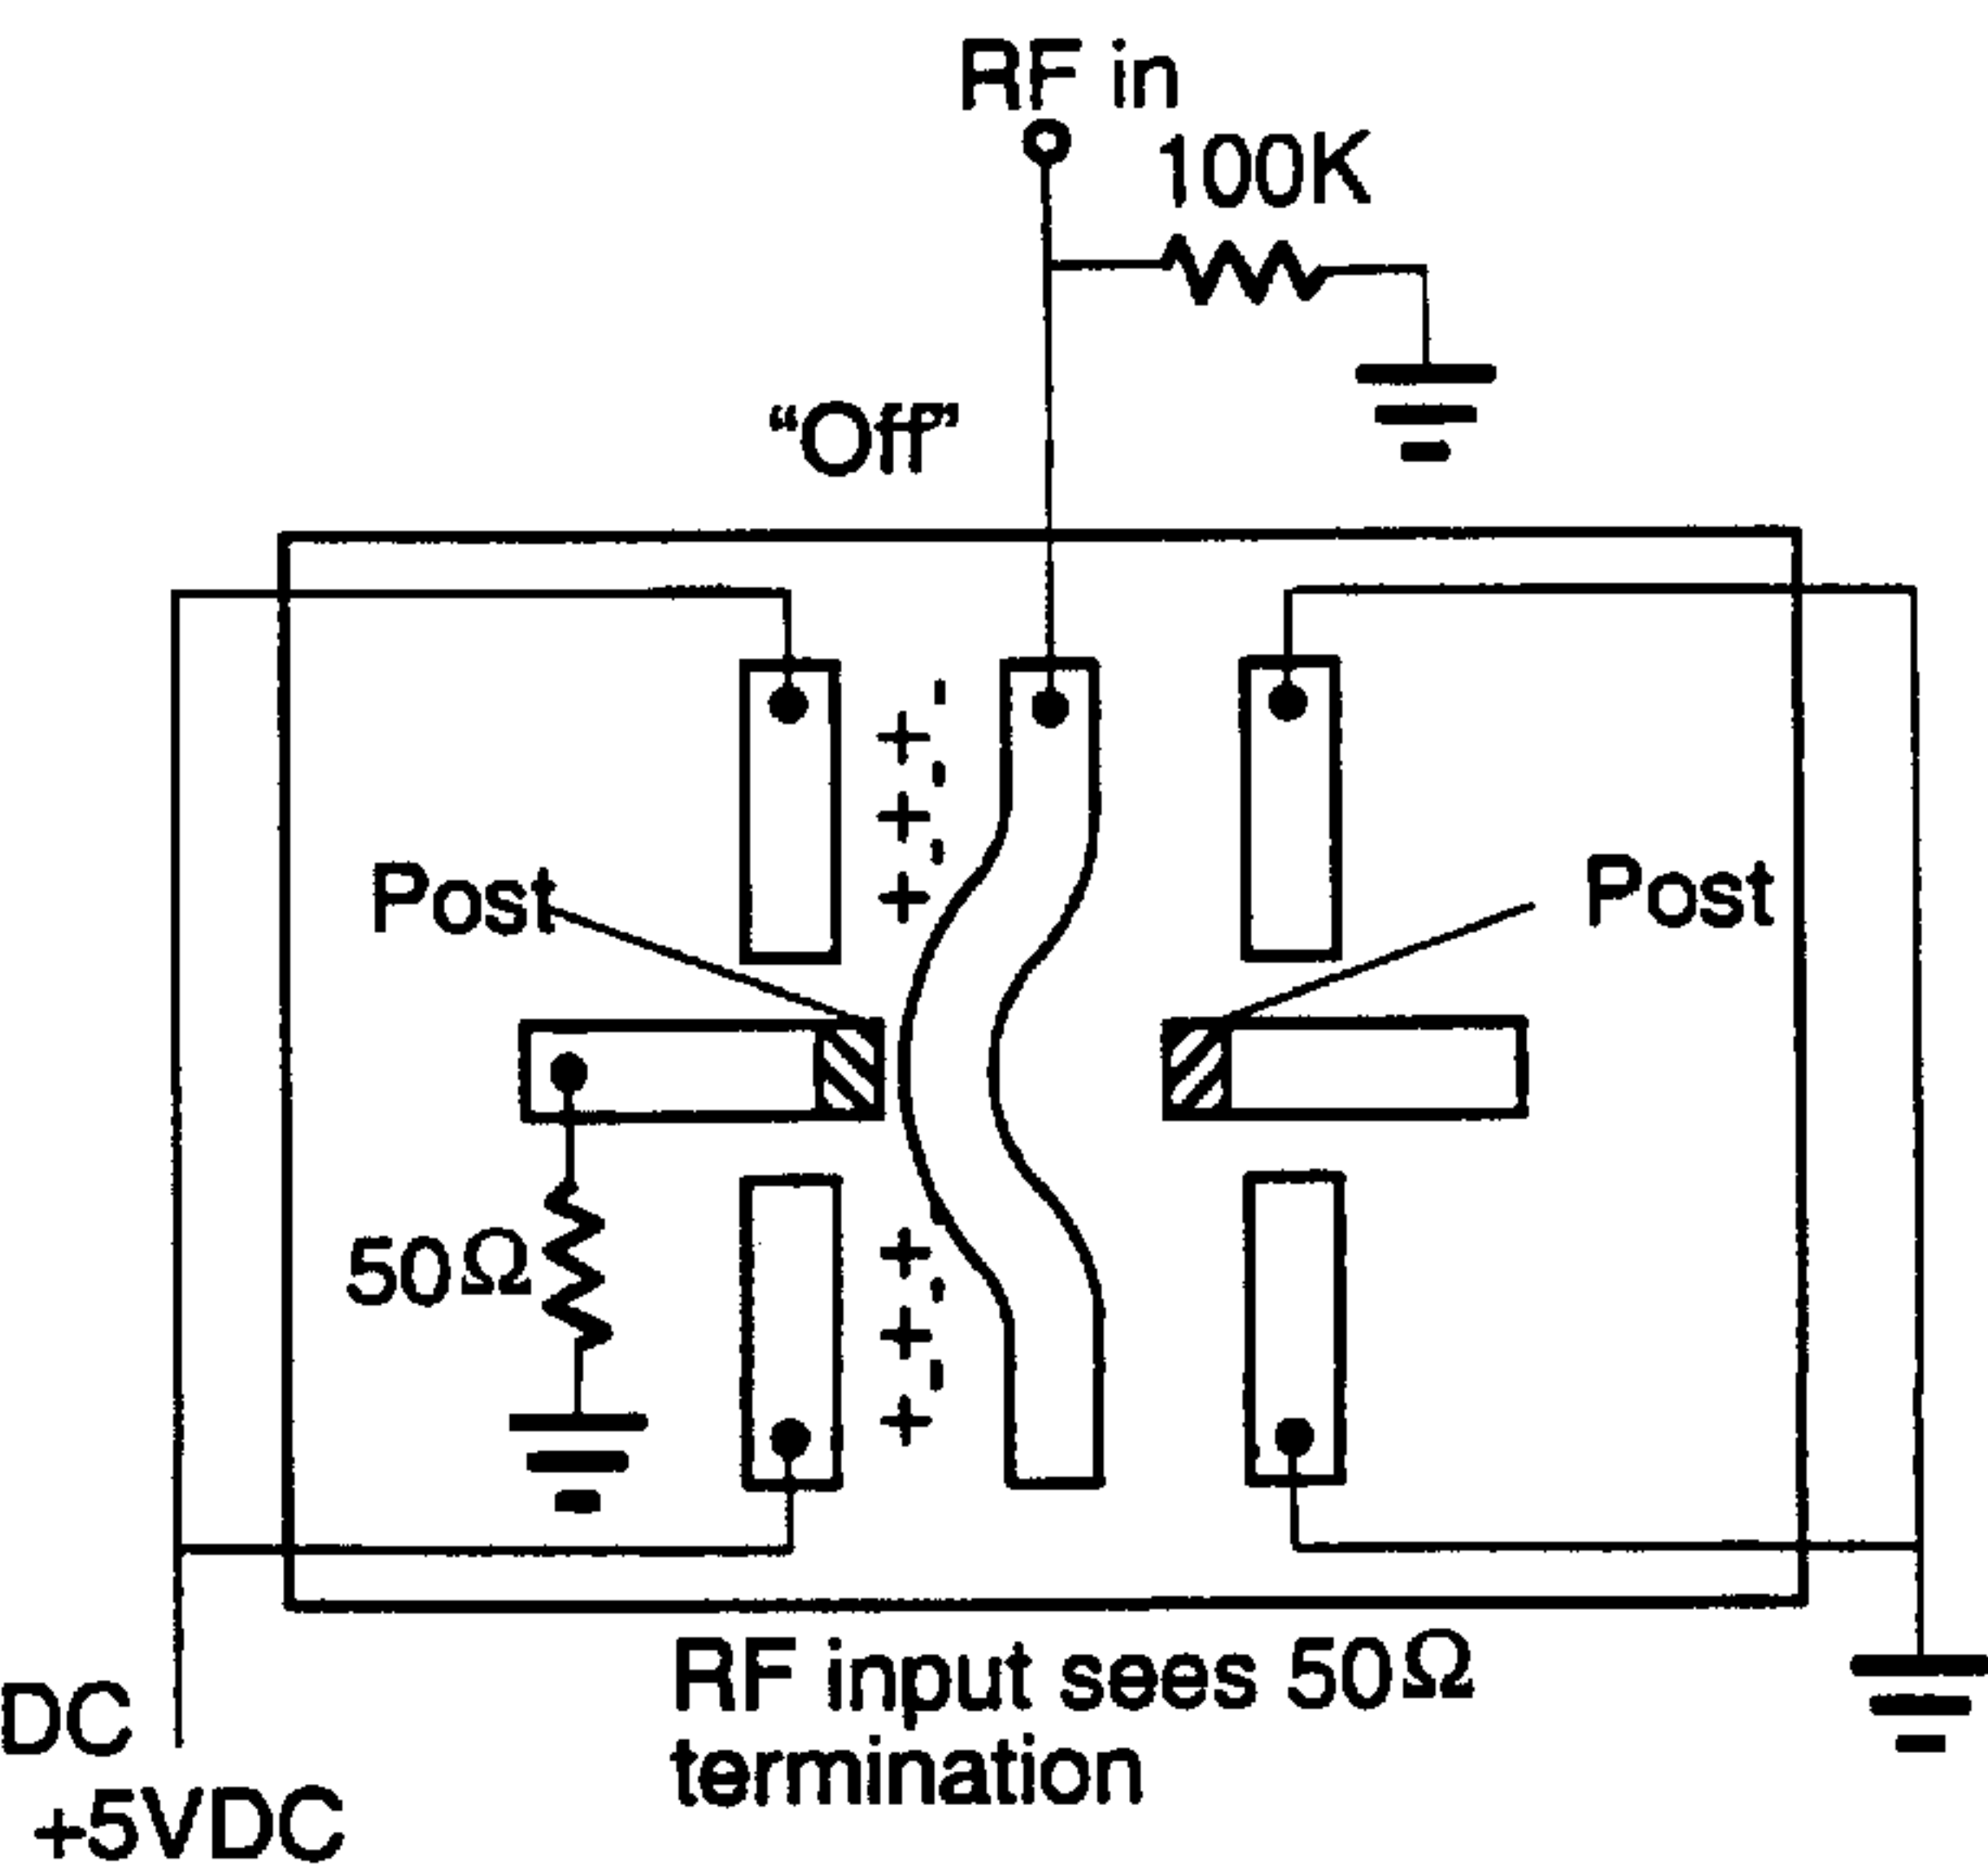 RF in
100K
“Off”
Post
Post
50Ω
RF input sees 50Ω
termination
DC
+5VDC